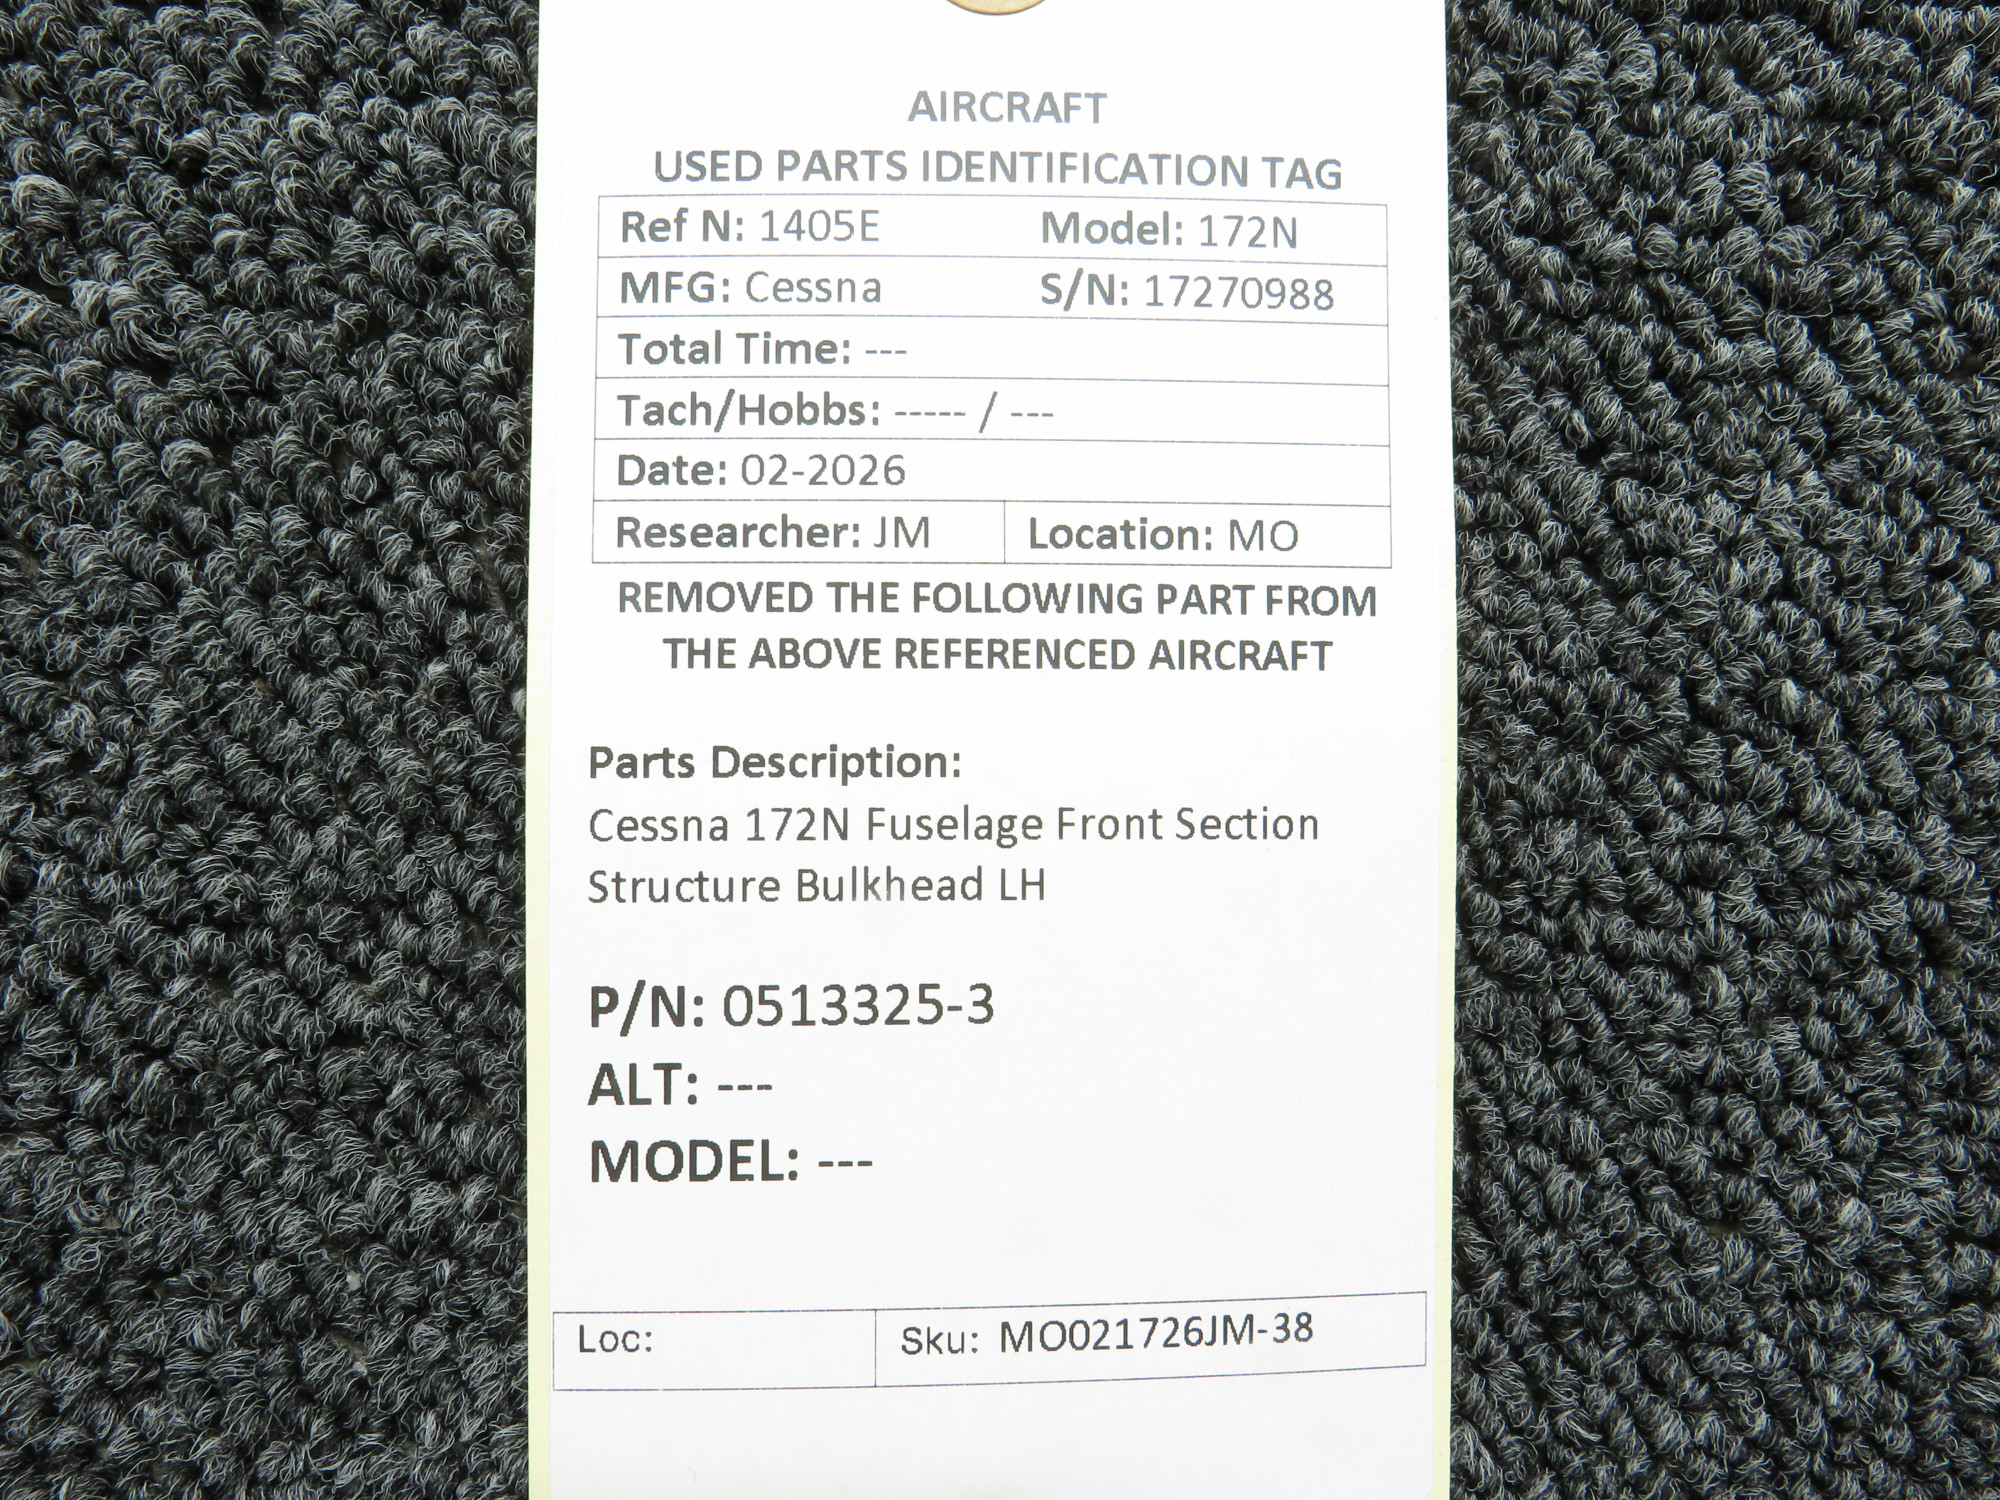 AIRCRAFT
USED PARTS IDENTIFICATION TAG
Ref N: 1405E Model: 172N
MFG: Cessna S/N: 17270988
Total Time: ---
Tach/Hobbs: ----- / ---
Date: 02-2026
Researcher: JM Location: MO
REMOVED THE FOLLOWING PART FROM
THE ABOVE REFERENCED AIRCRAFT
Parts Description:
Cessna 172N Fuselage Front Section
Structure Bulkhead LH
P/N: 0513325-3
ALT: ---
MODEL: ---
Loc: Sku: MO021726JM-38